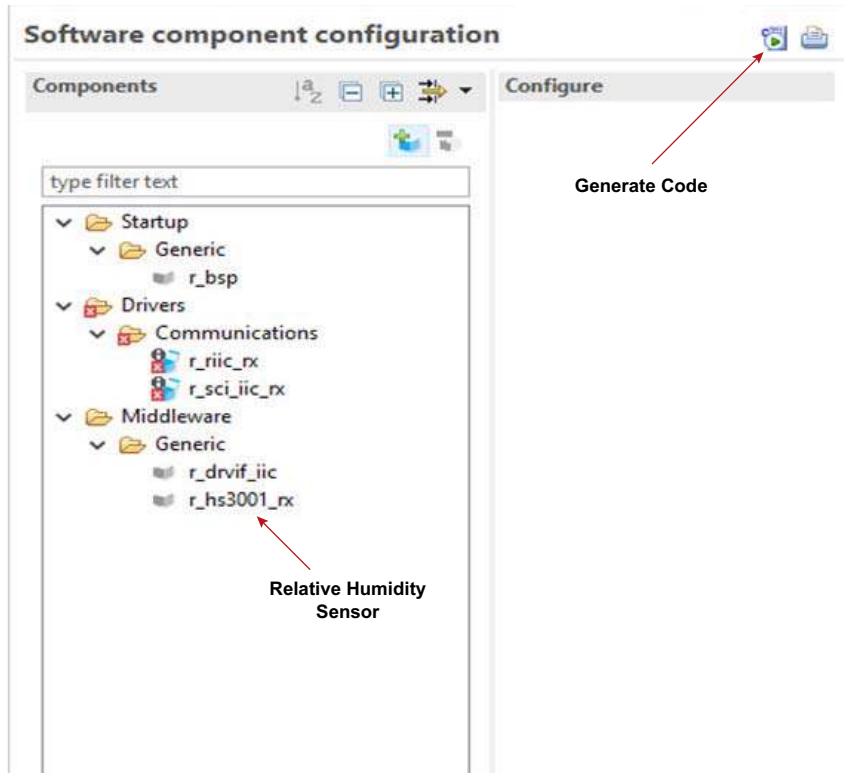 Software component configuration
Components
Configure
type filter text
Generate Code
Startup
Generic
r_bsp
Drivers
Communications
r_riic_rx
r_sci_iic_rx
Middleware
Generic
r_drvif_iic
r_hs3001_rx
Relative Humidity
Sensor